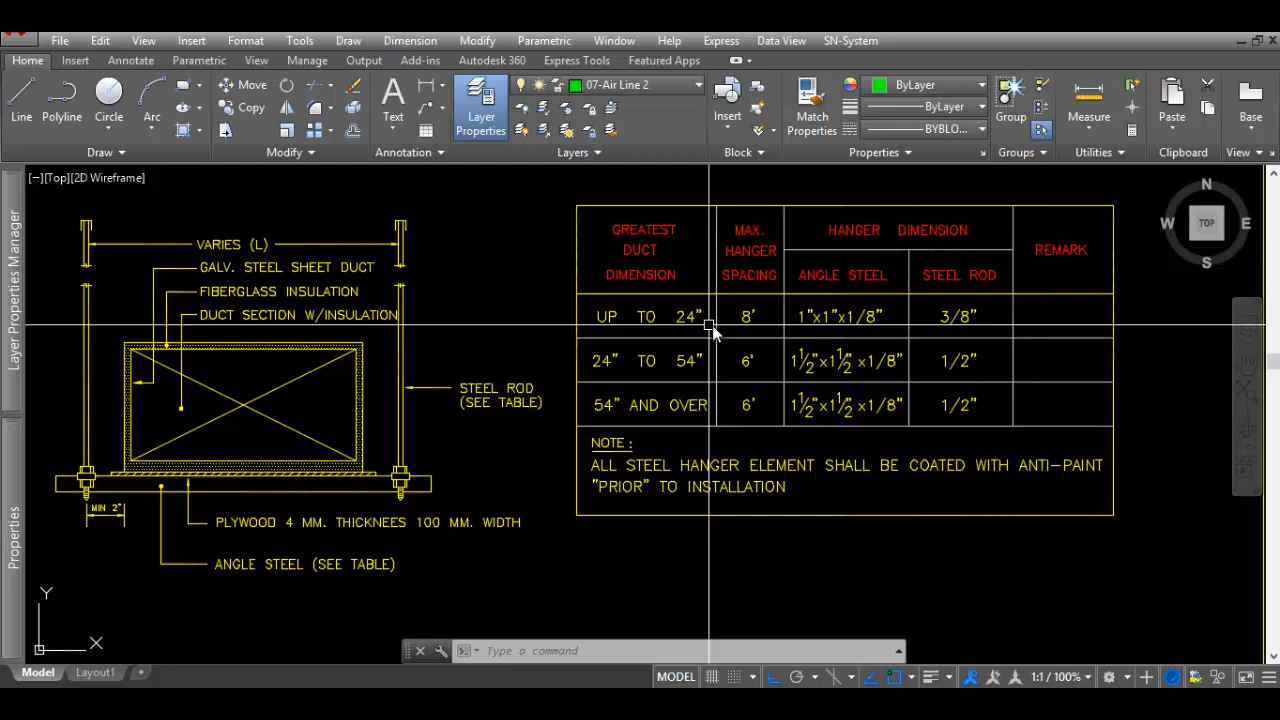 File Edit View Insert Format Tools Draw Dimension Modify Parametric Window Help Express Data View SN-System
Home Insert Annotate Parametric View Manage Output Add-ins Autodesk 360 Express Tools Featured Apps
Line Polyline Circle Arc
Move
Copy
Text
Layer
Properties
07-Air Line 2
Insert
Match
Properties
ByLayer
ByLayer
BYBLO...
Group
Measure
Paste
Base
Draw Modify Annotation Layers Block Properties Groups Utilities Clipboard View
[−][Top][2D Wireframe]
Layer Properties Manager
Properties
N
W TOP E
S
VARIES (L)
GALV. STEEL SHEET DUCT
FIBERGLASS INSULATION
DUCT SECTION W/INSULATION
STEEL ROD
(SEE TABLE)
MIN 2"
PLYWOOD 4 MM. THICKNEES 100 MM. WIDTH
ANGLE STEEL (SEE TABLE)
GREATEST
DUCT
DIMENSION
MAX.
HANGER
SPACING
HANGER DIMENSION
ANGLE STEEL STEEL ROD
REMARK
UP TO 24" 8' 1"x1"x1/8" 3/8"
24" TO 54" 6' 1½"x1½"x1/8" 1/2"
54" AND OVER 6' 1½"x1½"x1/8" 1/2"
NOTE :
ALL STEEL HANGER ELEMENT SHALL BE COATED WITH ANTI-PAINT
"PRIOR" TO INSTALLATION
Y
X
Type a command
Model Layout1 +
MODEL 1:1 / 100%